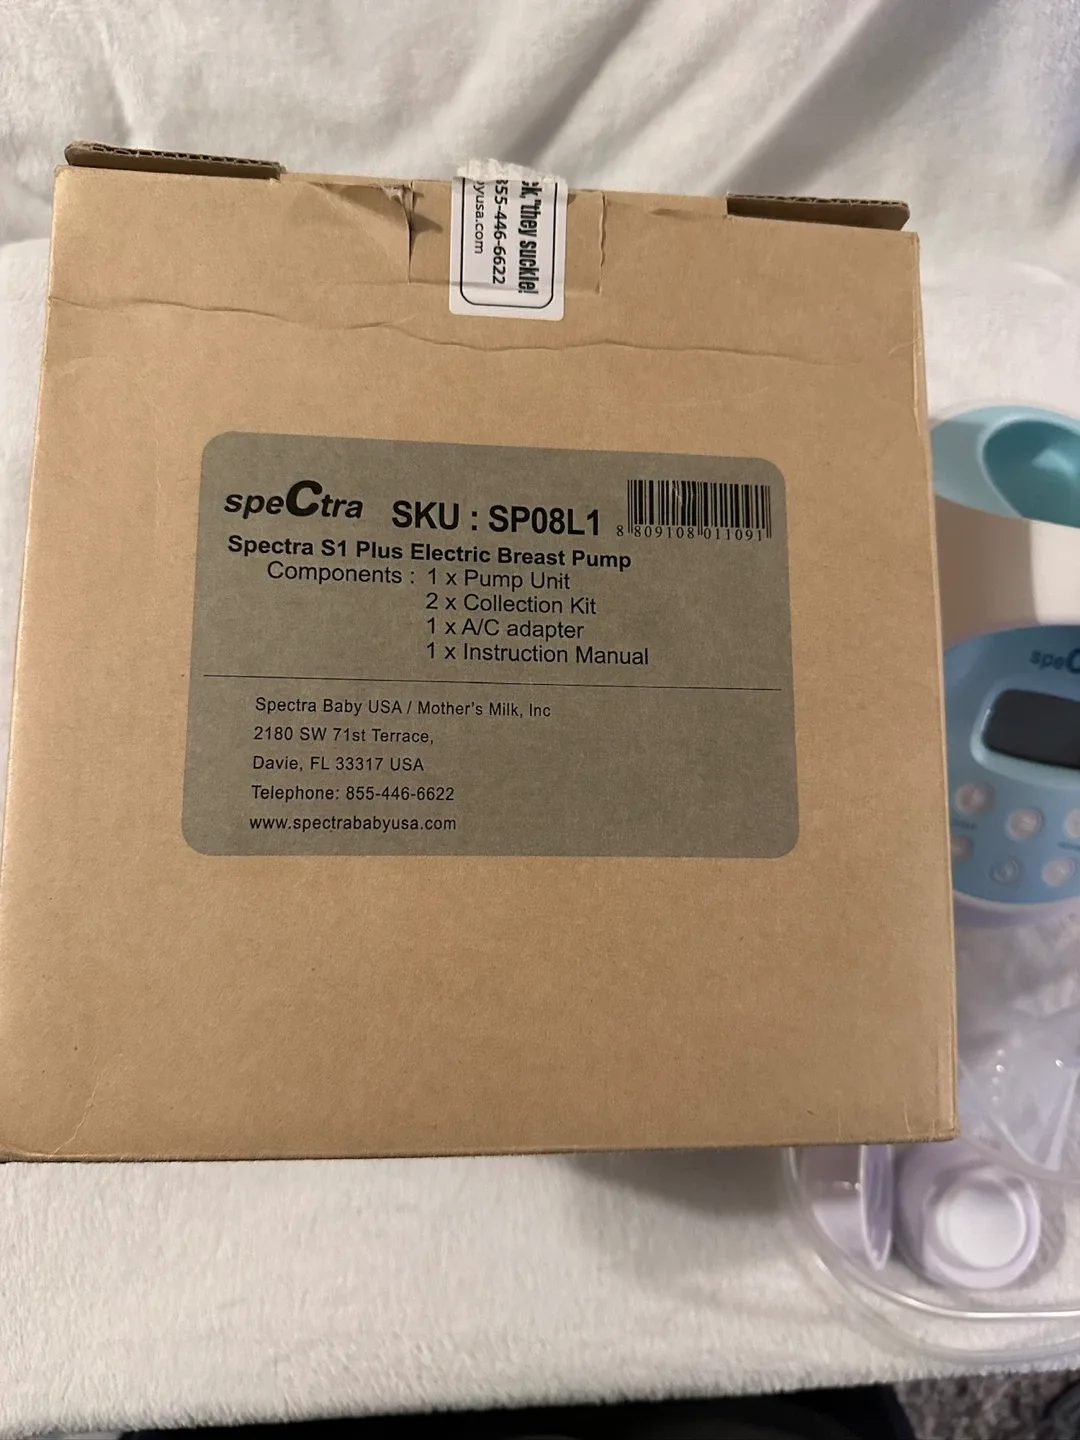 "they suckle!
855-446-6622
yusa.com
speCtra SKU : SP08L1
8 809108 011091
Spectra S1 Plus Electric Breast Pump
Components : 1 x Pump Unit
2 x Collection Kit
1 x A/C adapter
1 x Instruction Manual
Spectra Baby USA / Mother's Milk, Inc
2180 SW 71st Terrace,
Davie, FL 33317 USA
Telephone: 855-446-6622
www.spectrababyusa.com
speC